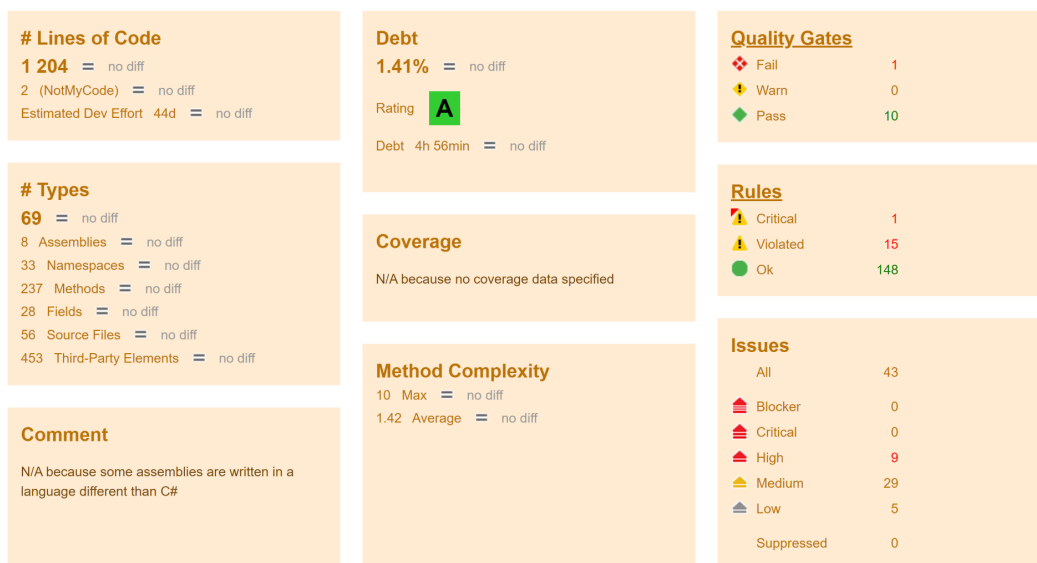 # Lines of Code
1 204 = no diff
2 (NotMyCode) = no diff
Estimated Dev Effort 44d = no diff
# Types
69 = no diff
8 Assemblies = no diff
33 Namespaces = no diff
237 Methods = no diff
28 Fields = no diff
56 Source Files = no diff
453 Third-Party Elements = no diff
Comment
N/A because some assemblies are written in a
language different than C#
Debt
1.41% = no diff
Rating A
Debt 4h 56min = no diff
Coverage
N/A because no coverage data specified
Method Complexity
10 Max = no diff
1.42 Average = no diff
Quality Gates
Fail 1
Warn 0
Pass 10
Rules
Critical 1
Violated 15
Ok 148
Issues
All 43
Blocker 0
Critical 0
High 9
Medium 29
Low 5
Suppressed 0